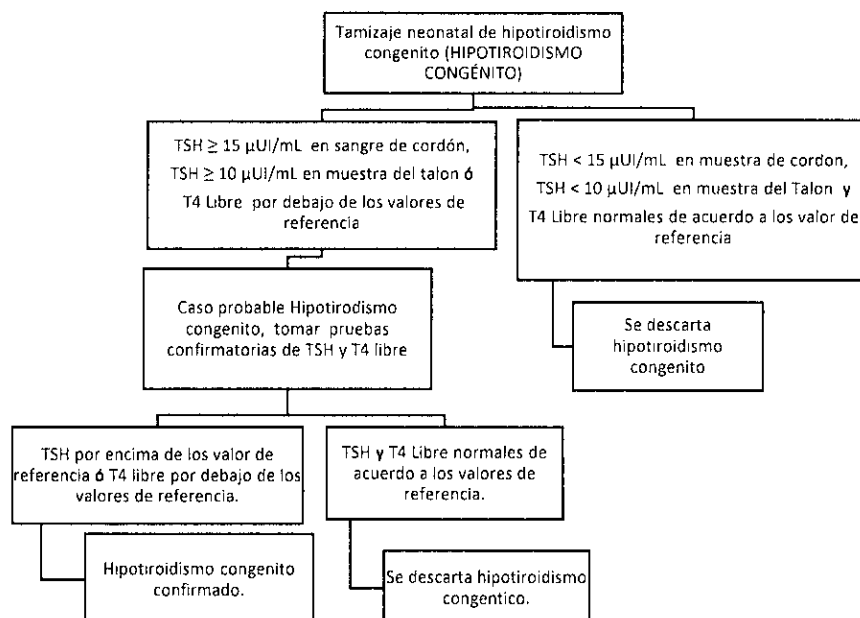 Tamizaje neonatal de hipotiroidismo
congenito (HIPOTIROIDISMO
CONGÉNITO)
TSH ≥ 15 µUI/mL en sangre de cordón,
TSH ≥ 10 µUI/mL en muestra del talon ó
T4 Libre por debajo de los valores de
referencia
TSH < 15 µUI/mL en muestra de cordon,
TSH < 10 µUI/mL en muestra del Talon y
T4 Libre normales de acuerdo a los valor de
referencia
Caso probable Hipotirodismo
congenito, tomar pruebas
confirmatorias de TSH y T4 libre
Se descarta
hipotiroidismo
congenito
TSH por encima de los valor de
referencia ó T4 libre por debajo de los
valores de referencia.
TSH y T4 Libre normales de
acuerdo a los valores de
referencia.
Hipotiroidismo congenito
confirmado.
Se descarta hipotiroidismo
congentico.